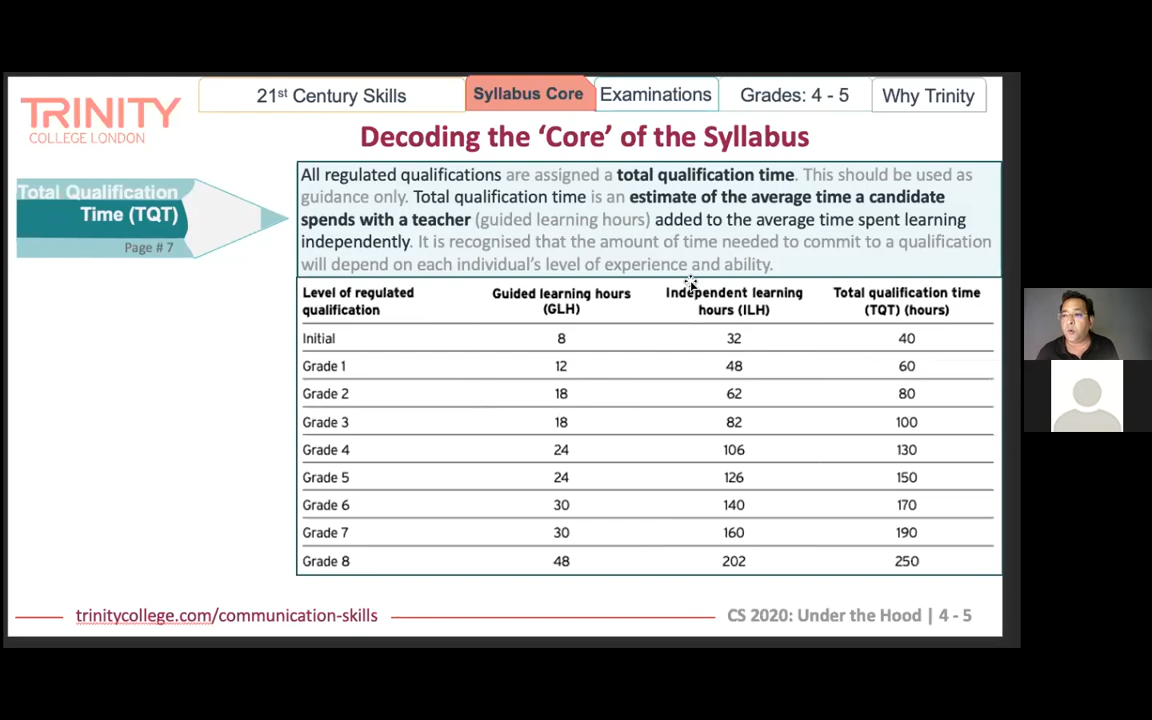 21st Century Skills
Syllabus Core
Examinations
Grades: 4 - 5
Why Trinity
TRINITY
COLLEGE LONDON
Decoding the ‘Core’ of the Syllabus
Total Qualification
Time (TQT)
Page # 7
All regulated qualifications are assigned a total qualification time. This should be used as
guidance only. Total qualification time is an estimate of the average time a candidate
spends with a teacher (guided learning hours) added to the average time spent learning
independently. It is recognised that the amount of time needed to commit to a qualification
will depend on each individual’s level of experience and ability.
Level of regulated qualification Guided learning hours (GLH) Independent learning hours (ILH) Total qualification time (TQT) (hours)
Initial 8 32 40
Grade 1 12 48 60
Grade 2 18 62 80
Grade 3 18 82 100
Grade 4 24 106 130
Grade 5 24 126 150
Grade 6 30 140 170
Grade 7 30 160 190
Grade 8 48 202 250
trinitycollege.com/communication-skills
CS 2020: Under the Hood | 4 - 5